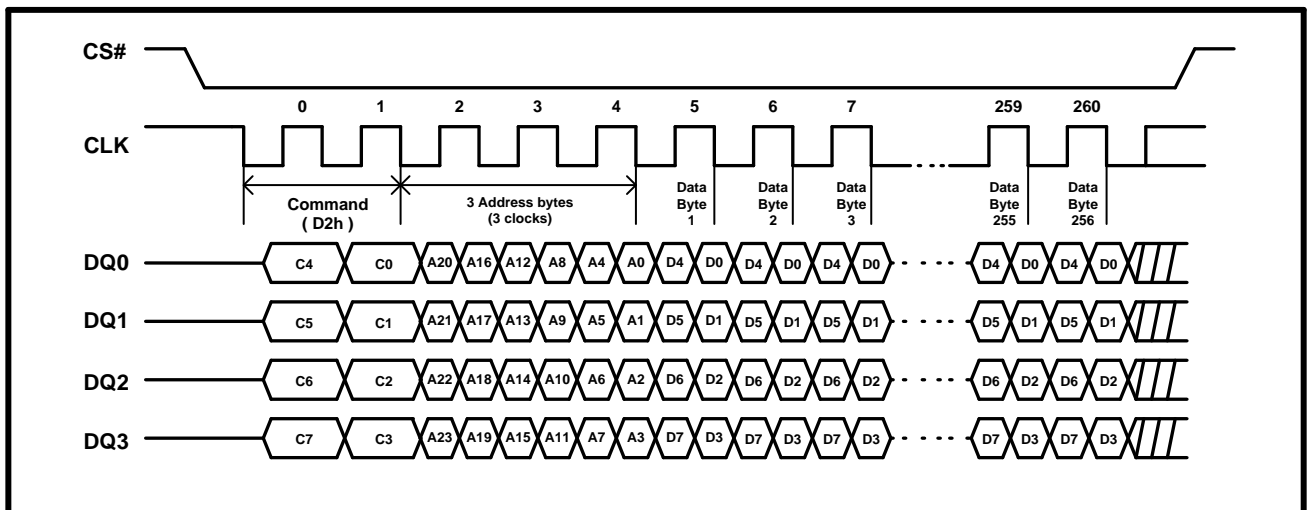 CS#
0 1 2 3 4 5 6 7 259 260
CLK
Command
( D2h )
3 Address bytes
(3 clocks)
Data
Byte
1
Data
Byte
2
Data
Byte
3
Data
Byte
255
Data
Byte
256
DQ0 C4 C0 A20 A16 A12 A8 A4 A0 D4 D0 D4 D0 D4 D0 D4 D0 D4 D0
DQ1 C5 C1 A21 A17 A13 A9 A5 A1 D5 D1 D5 D1 D5 D1 D5 D1 D5 D1
DQ2 C6 C2 A22 A18 A14 A10 A6 A2 D6 D2 D6 D2 D6 D2 D6 D2 D6 D2
DQ3 C7 C3 A23 A19 A15 A11 A7 A3 D7 D3 D7 D3 D7 D3 D7 D3 D7 D3